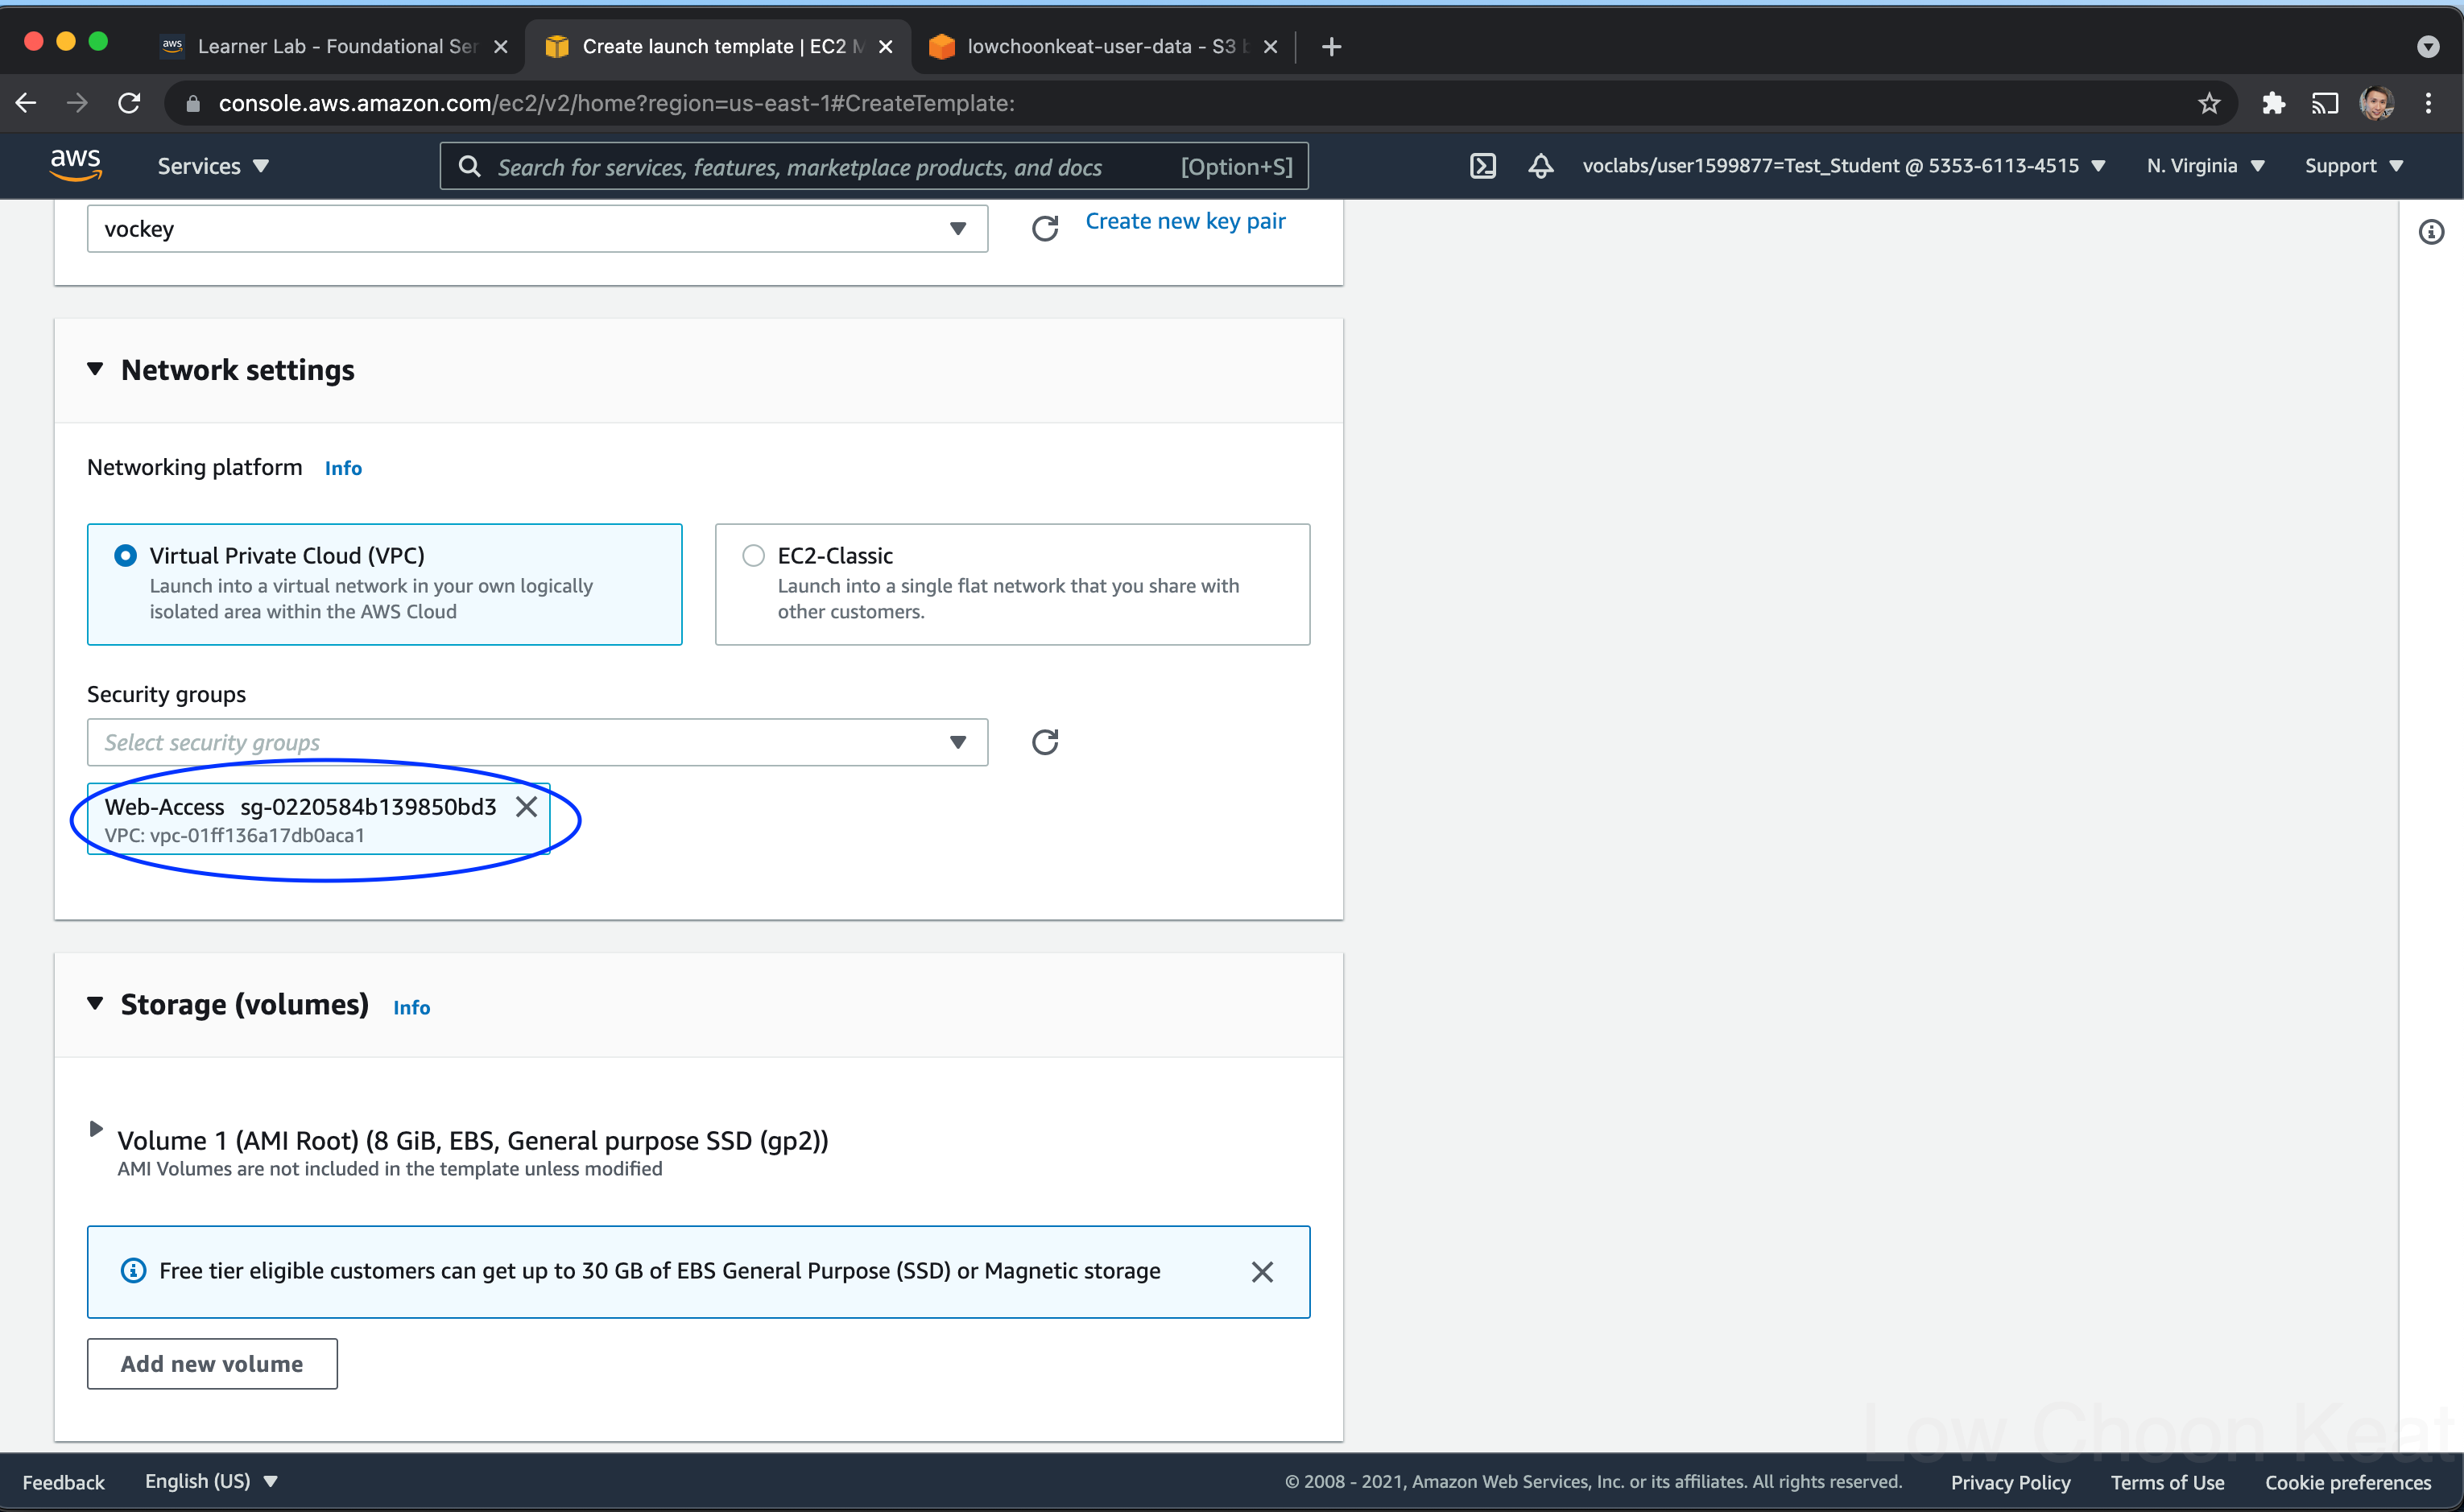 Learner Lab - Foundational Ser
Create launch template | EC2 M
lowchoonkeat-user-data - S3 b
console.aws.amazon.com/ec2/v2/home?region=us-east-1#CreateTemplate:
aws
Services
Search for services, features, marketplace products, and docs
[Option+S]
voclabs/user1599877=Test_Student @ 5353-6113-4515
N. Virginia
Support
vockey
Create new key pair
Network settings
Networking platform Info
Virtual Private Cloud (VPC)
Launch into a virtual network in your own logically
isolated area within the AWS Cloud
EC2-Classic
Launch into a single flat network that you share with
other customers.
Security groups
Select security groups
Web-Access sg-0220584b139850bd3
VPC: vpc-01ff136a17db0aca1
Storage (volumes) Info
Volume 1 (AMI Root) (8 GiB, EBS, General purpose SSD (gp2))
AMI Volumes are not included in the template unless modified
Free tier eligible customers can get up to 30 GB of EBS General Purpose (SSD) or Magnetic storage
Add new volume
Low Choon Keat
Feedback
English (US)
© 2008 - 2021, Amazon Web Services, Inc. or its affiliates. All rights reserved.
Privacy Policy
Terms of Use
Cookie preferences